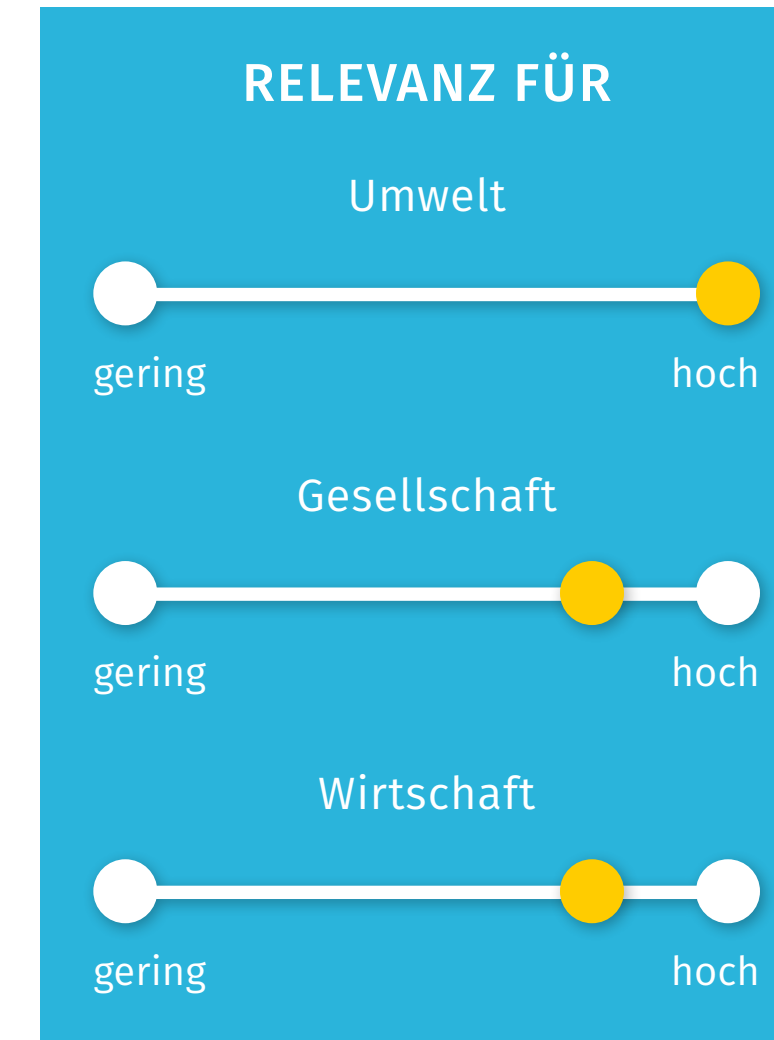 RELEVANZ FÜR
Umwelt
gering hoch
Gesellschaft
gering hoch
Wirtschaft
gering hoch